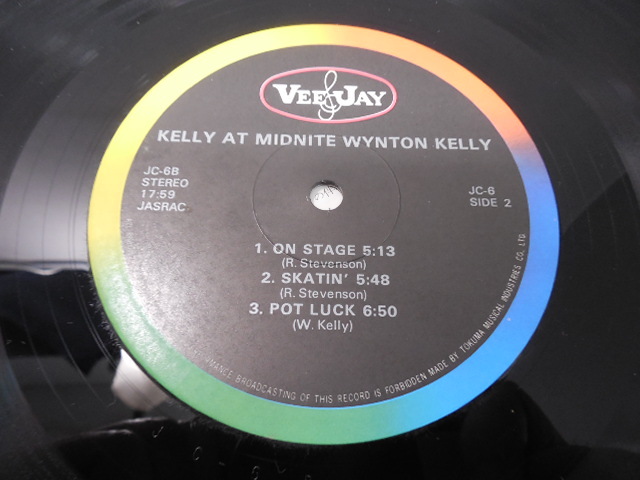 VEE JAY
KELLY AT MIDNITE WYNTON KELLY
JC-6B
STEREO
17:59
JASRAC
JC-6
SIDE 2
1. ON STAGE 5:13
(R. Stevenson)
2. SKATIN' 5:48
(R. Stevenson)
3. POT LUCK 6:50
(W. Kelly)
BROADCASTING OF THIS RECORD IS FORBIDDEN MADE BY TOKUMA MUSICAL INDUSTRIES CO., LTD.